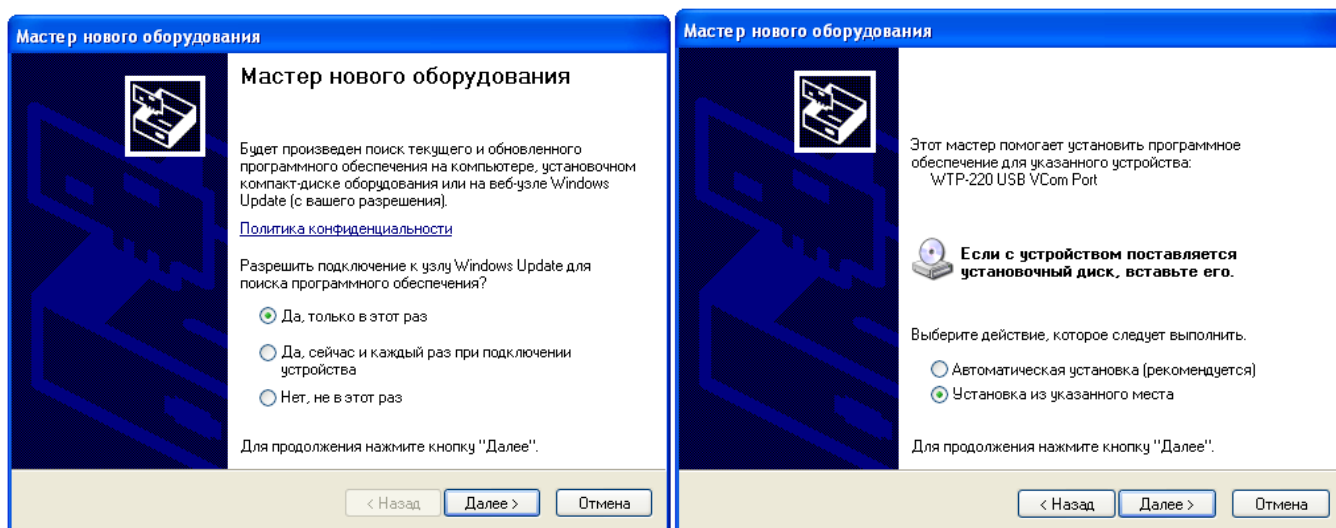 Мастер нового оборудования
Мастер нового оборудования
Будет произведен поиск текущего и обновленного
программного обеспечения на компьютере, установочном
компакт-диске оборудования или на веб-узле Windows
Update (с вашего разрешения).
Политика конфиденциальности
Разрешить подключение к узлу Windows Update для
поиска программного обеспечения?
Да, только в этот раз
Да, сейчас и каждый раз при подключении
устройства
Нет, не в этот раз
Для продолжения нажмите кнопку "Далее".
< Назад
Далее >
Отмена
Мастер нового оборудования
Этот мастер помогает установить программное
обеспечение для указанного устройства:
WTP-220 USB VCom Port
Если с устройством поставляется
установочный диск, вставьте его.
Выберите действие, которое следует выполнить.
Автоматическая установка (рекомендуется)
Установка из указанного места
Для продолжения нажмите кнопку "Далее".
< Назад
Далее >
Отмена